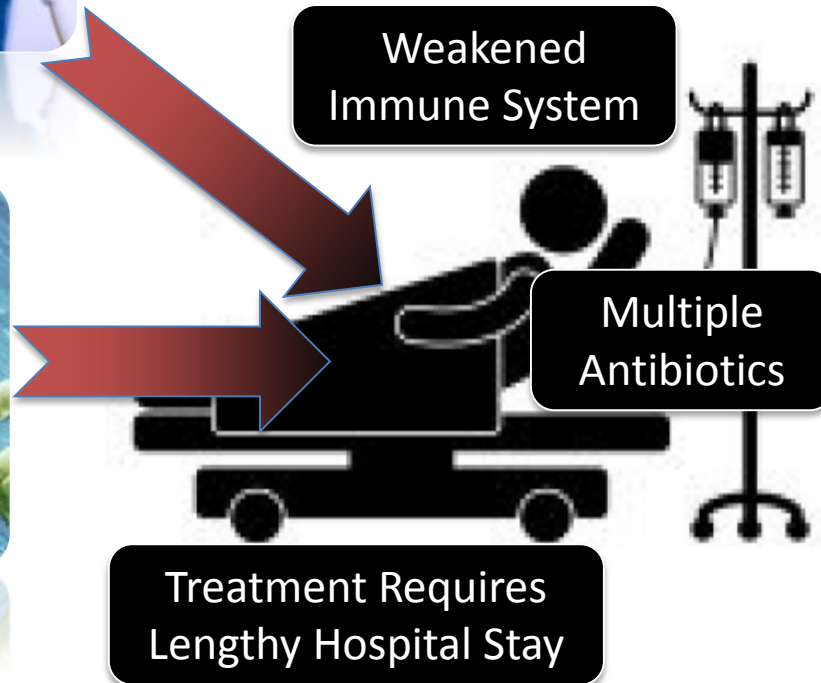 Weakened
Immune System
Multiple
Antibiotics
Treatment Requires
Lengthy Hospital Stay